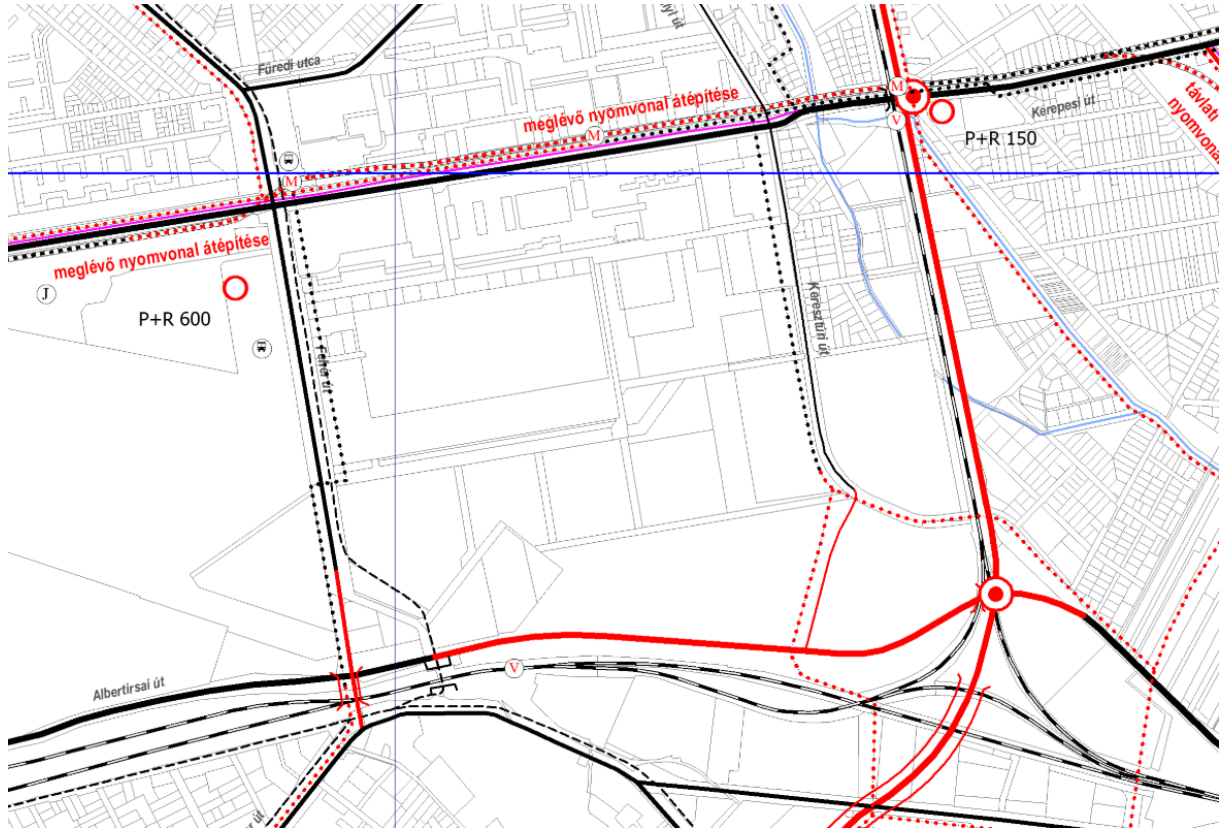 Füredi utca
meglévő nyomvonal átépítése
M
M
V
Kerepesi út
P+R 150
távlati
M
meglévő nyomvonal átépítése
J
P+R 600
Fehér út
Keresztúri út
V
Albertirsai út
út